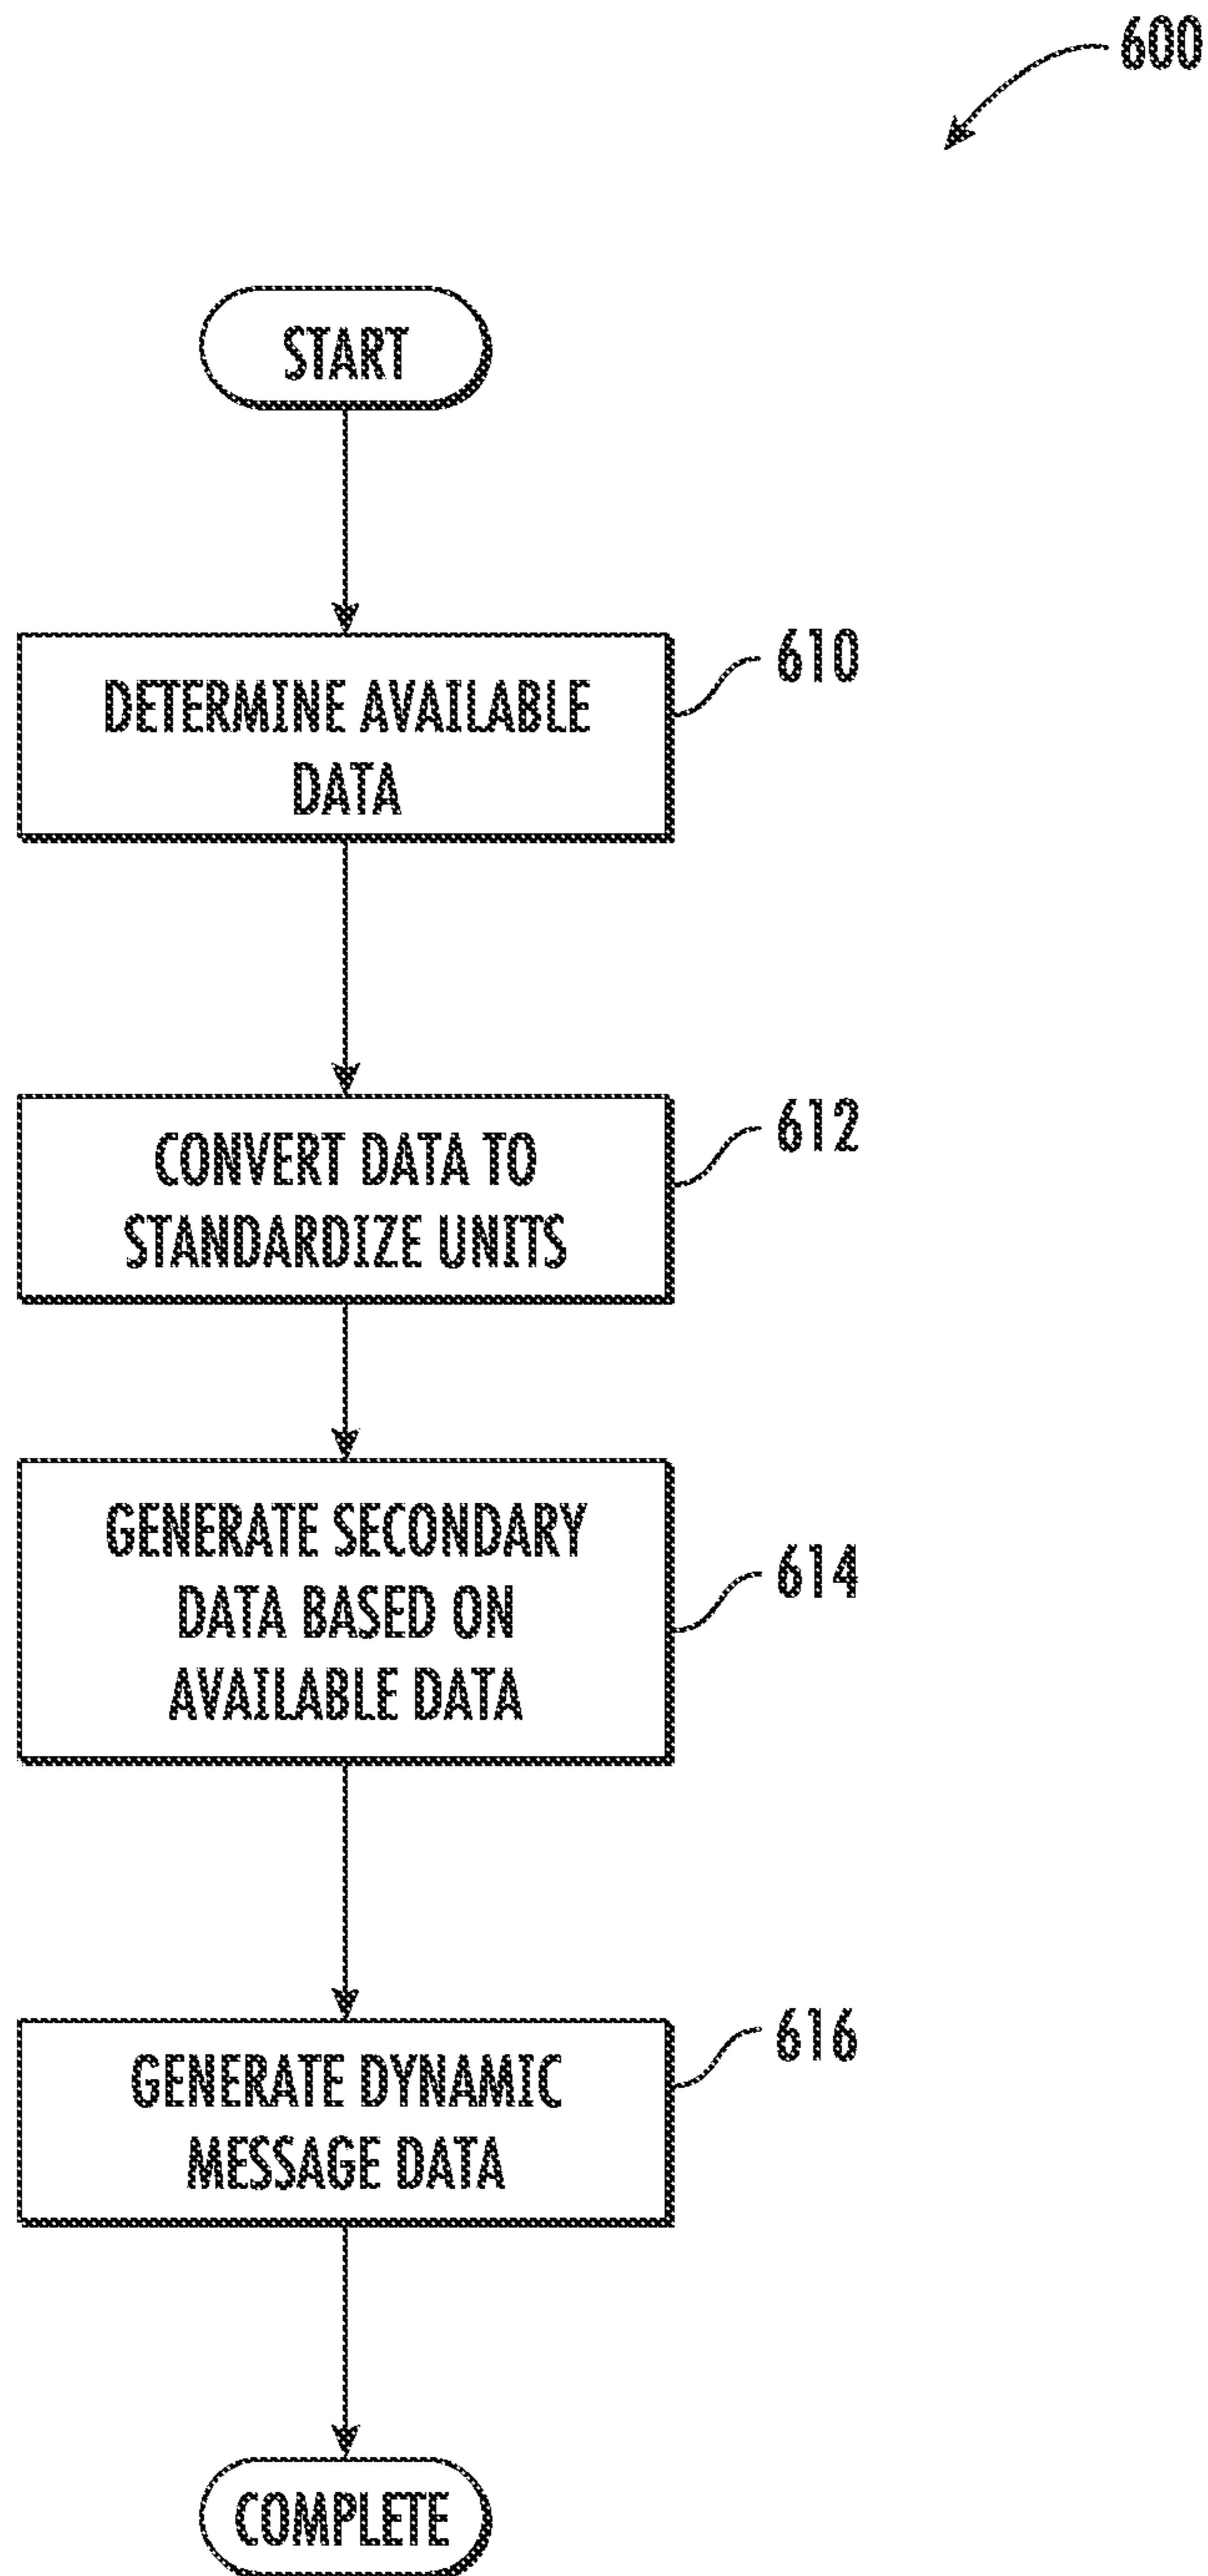 600
START
DETERMINE AVAILABLE
DATA
610
CONVERT DATA TO
STANDARDIZE UNITS
612
GENERATE SECONDARY
DATA BASED ON
AVAILABLE DATA
614
GENERATE DYNAMIC
MESSAGE DATA
616
COMPLETE